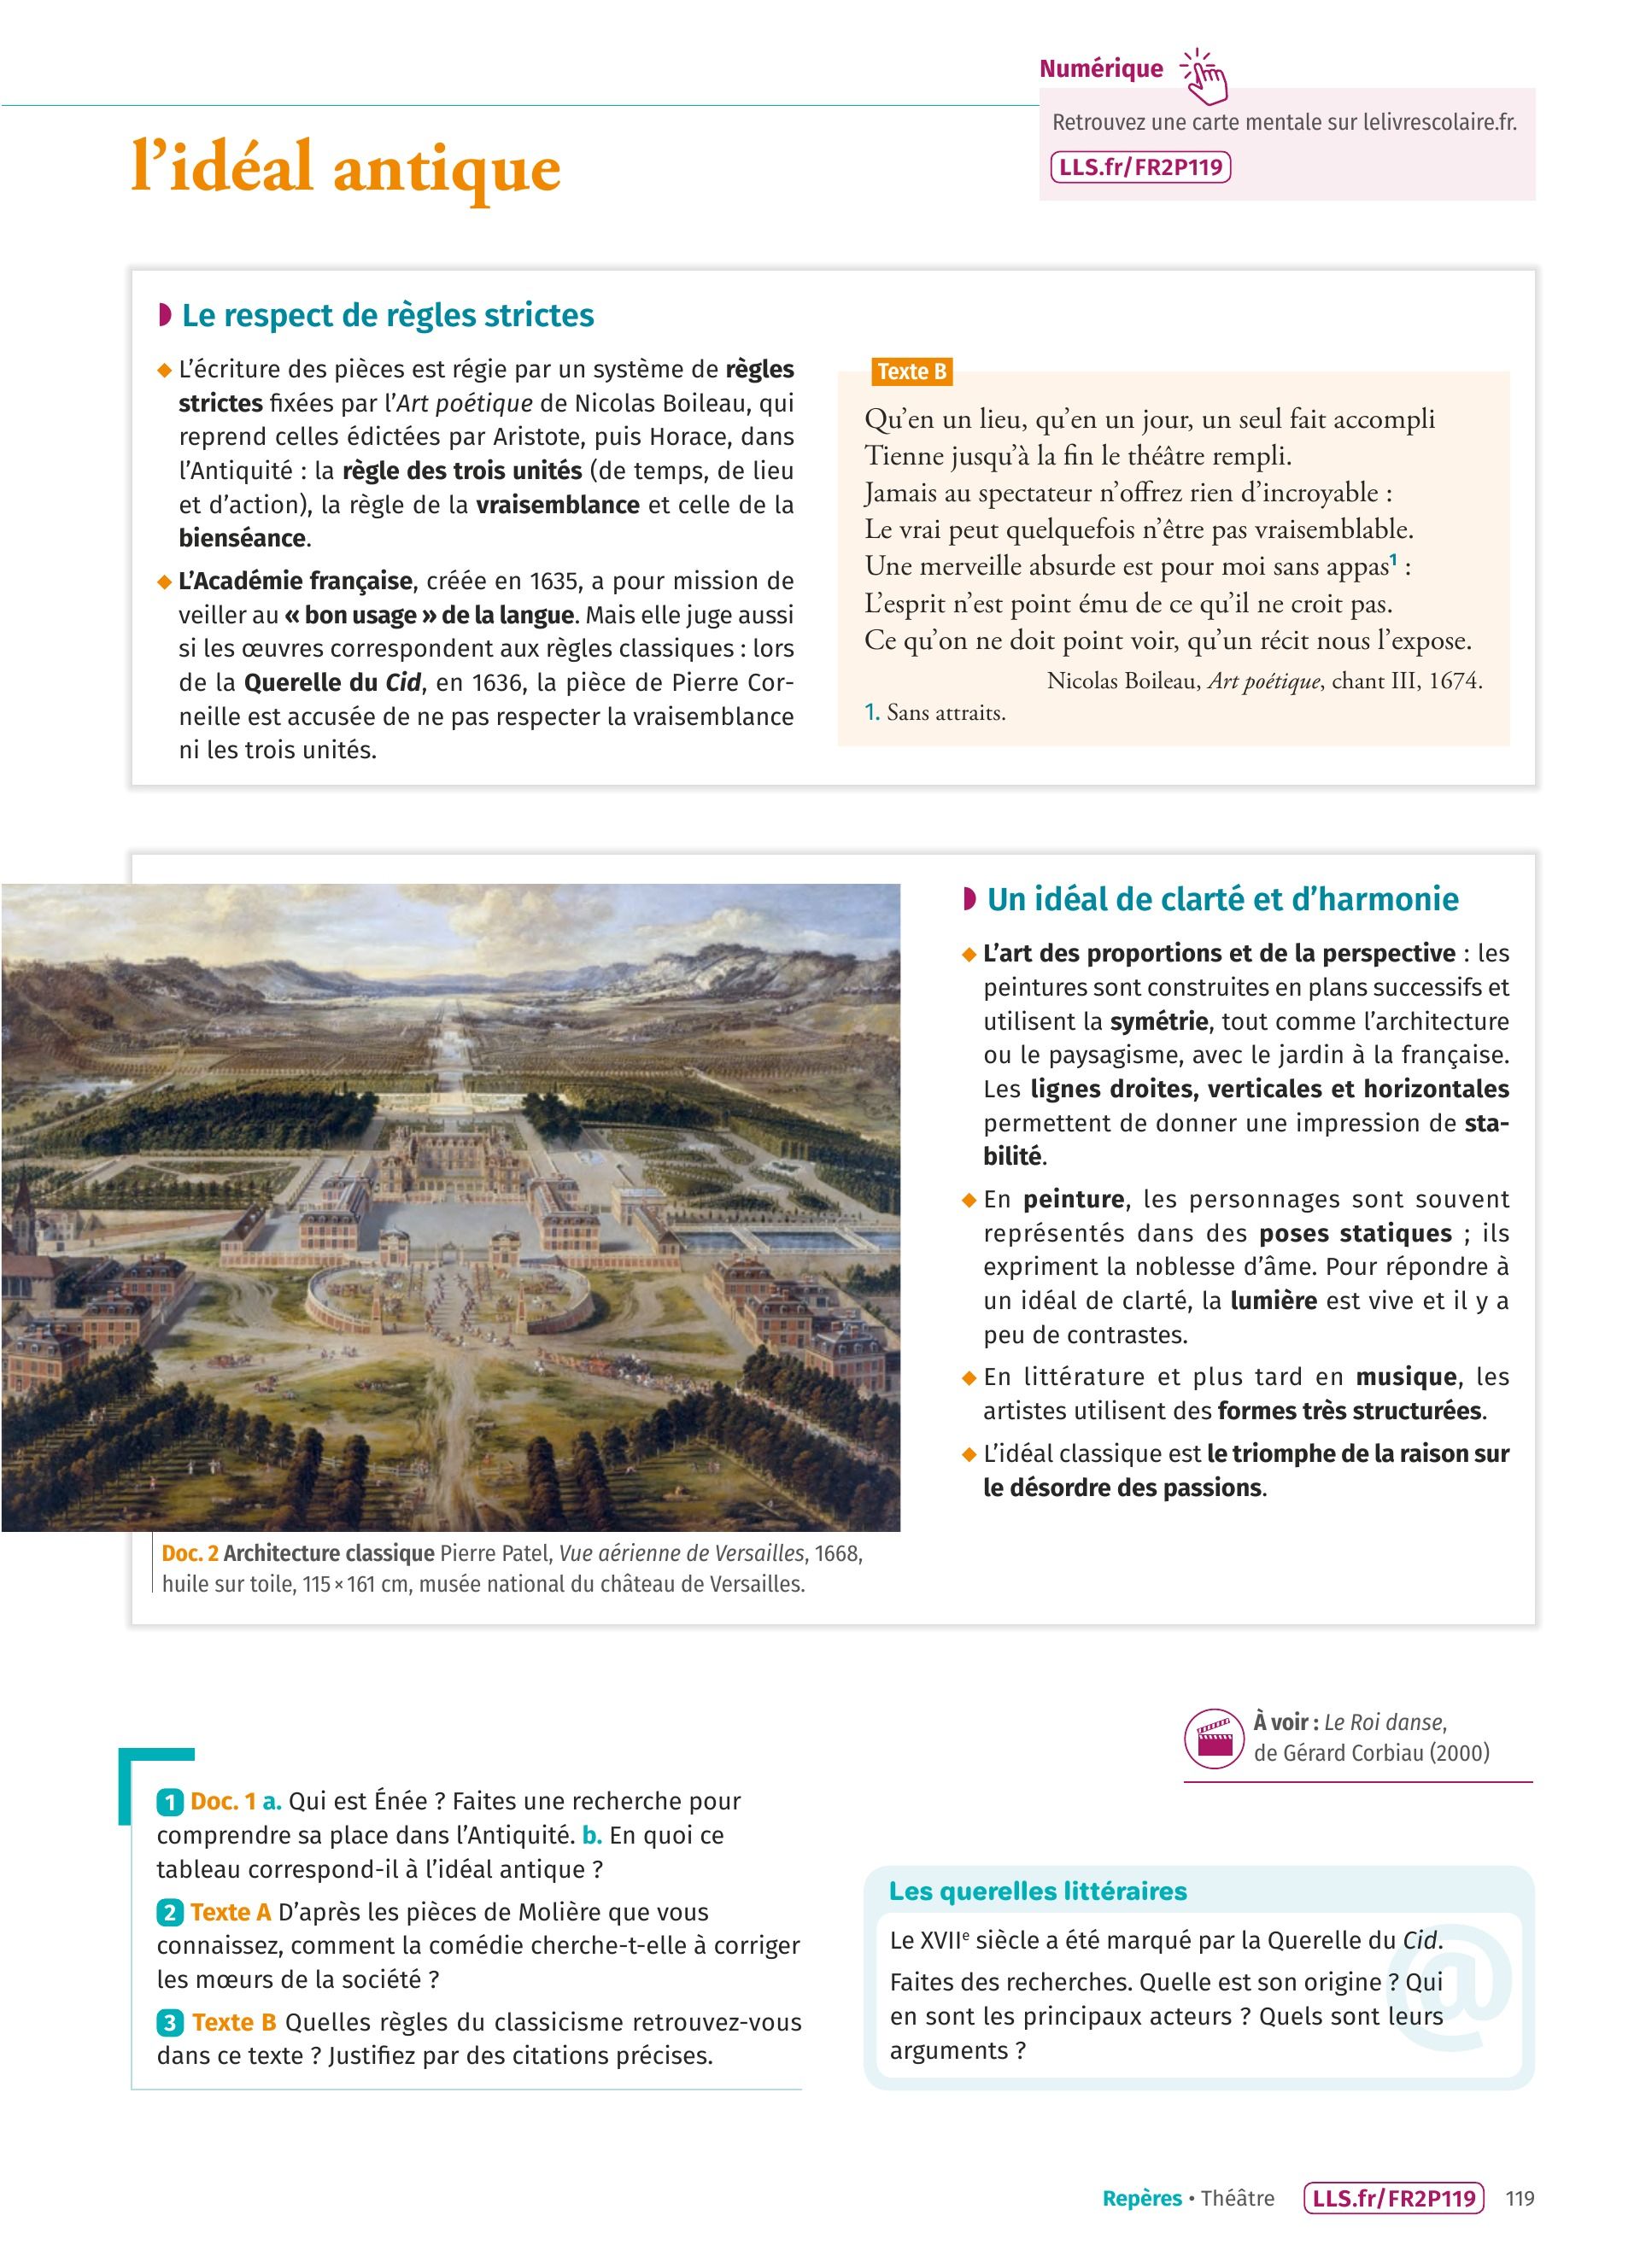 Numérique
Retrouvez une carte mentale sur lelivrescolaire.fr.
LLS.fr/FR2P119
l’idéal antique
Le respect de règles strictes
L’écriture des pièces est régie par un système de règles
strictes fixées par l’Art poétique de Nicolas Boileau, qui
reprend celles édictées par Aristote, puis Horace, dans
l’Antiquité : la règle des trois unités (de temps, de lieu
et d’action), la règle de la vraisemblance et celle de la
bienséance.
L’Académie française, créée en 1635, a pour mission de
veiller au « bon usage » de la langue. Mais elle juge aussi
si les œuvres correspondent aux règles classiques : lors
de la Querelle du Cid, en 1636, la pièce de Pierre Cor-
neille est accusée de ne pas respecter la vraisemblance
ni les trois unités.
Texte B
Qu’en un lieu, qu’en un jour, un seul fait accompli
Tienne jusqu’à la fin le théâtre rempli.
Jamais au spectateur n’offrez rien d’incroyable :
Le vrai peut quelquefois n’être pas vraisemblable.
Une merveille absurde est pour moi sans appas1 :
L’esprit n’est point ému de ce qu’il ne croit pas.
Ce qu’on ne doit point voir, qu’un récit nous l’expose.
Nicolas Boileau, Art poétique, chant III, 1674.
1. Sans attraits.
Un idéal de clarté et d’harmonie
L’art des proportions et de la perspective : les
peintures sont construites en plans successifs et
utilisent la symétrie, tout comme l’architecture
ou le paysagisme, avec le jardin à la française.
Les lignes droites, verticales et horizontales
permettent de donner une impression de sta-
bilité.
En peinture, les personnages sont souvent
représentés dans des poses statiques ; ils
expriment la noblesse d’âme. Pour répondre à
un idéal de clarté, la lumière est vive et il y a
peu de contrastes.
En littérature et plus tard en musique, les
artistes utilisent des formes très structurées.
L’idéal classique est le triomphe de la raison sur
le désordre des passions.
Doc. 2 Architecture classique Pierre Patel, Vue aérienne de Versailles, 1668,
huile sur toile, 115 × 161 cm, musée national du château de Versailles.
À voir : Le Roi danse,
de Gérard Corbiau (2000)
1 Doc. 1 a. Qui est Énée ? Faites une recherche pour
comprendre sa place dans l’Antiquité. b. En quoi ce
tableau correspond-il à l’idéal antique ?
2 Texte A D’après les pièces de Molière que vous
connaissez, comment la comédie cherche-t-elle à corriger
les mœurs de la société ?
3 Texte B Quelles règles du classicisme retrouvez-vous
dans ce texte ? Justifiez par des citations précises.
Les querelles littéraires
Le XVIIe siècle a été marqué par la Querelle du Cid.
Faites des recherches. Quelle est son origine ? Qui
en sont les principaux acteurs ? Quels sont leurs
arguments ?
@
Repères • Théâtre LLS.fr/FR2P119 119